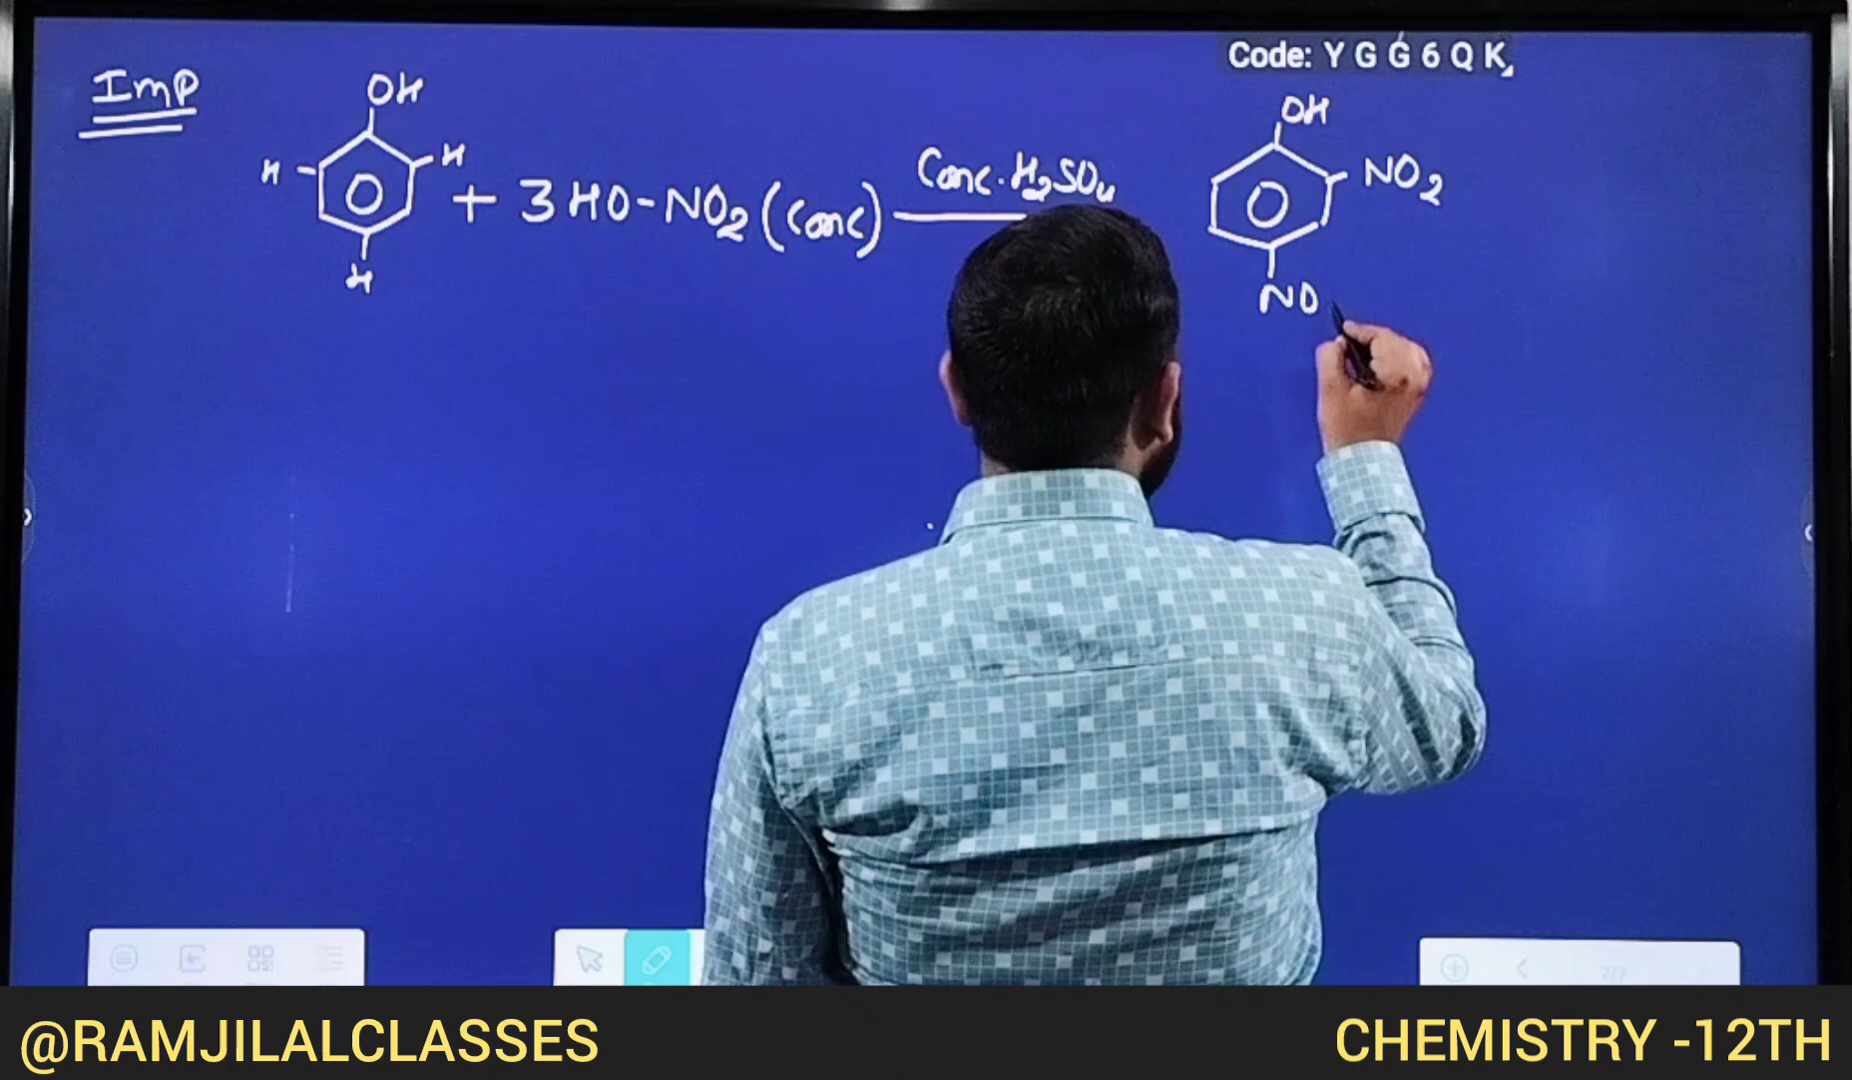 Code: Y G G 6 Q K
Imp
OH
H
H
+ 3 HO-NO2 (conc)
Conc. H2SO4
H
OH
NO2
NO
@RAMJILALCLASSES
CHEMISTRY -12TH